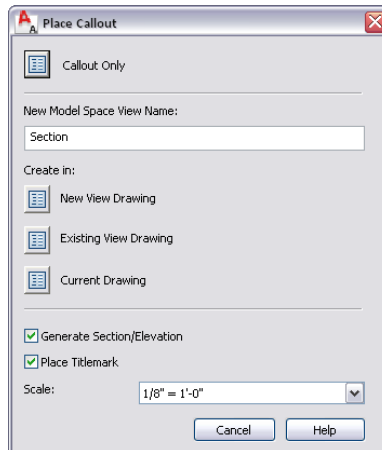 Place Callout
Callout Only
New Model Space View Name:
Section
Create in:
New View Drawing
Existing View Drawing
Current Drawing
Generate Section/Elevation
Place Titlemark
Scale: 1/8" = 1'-0"
Cancel Help